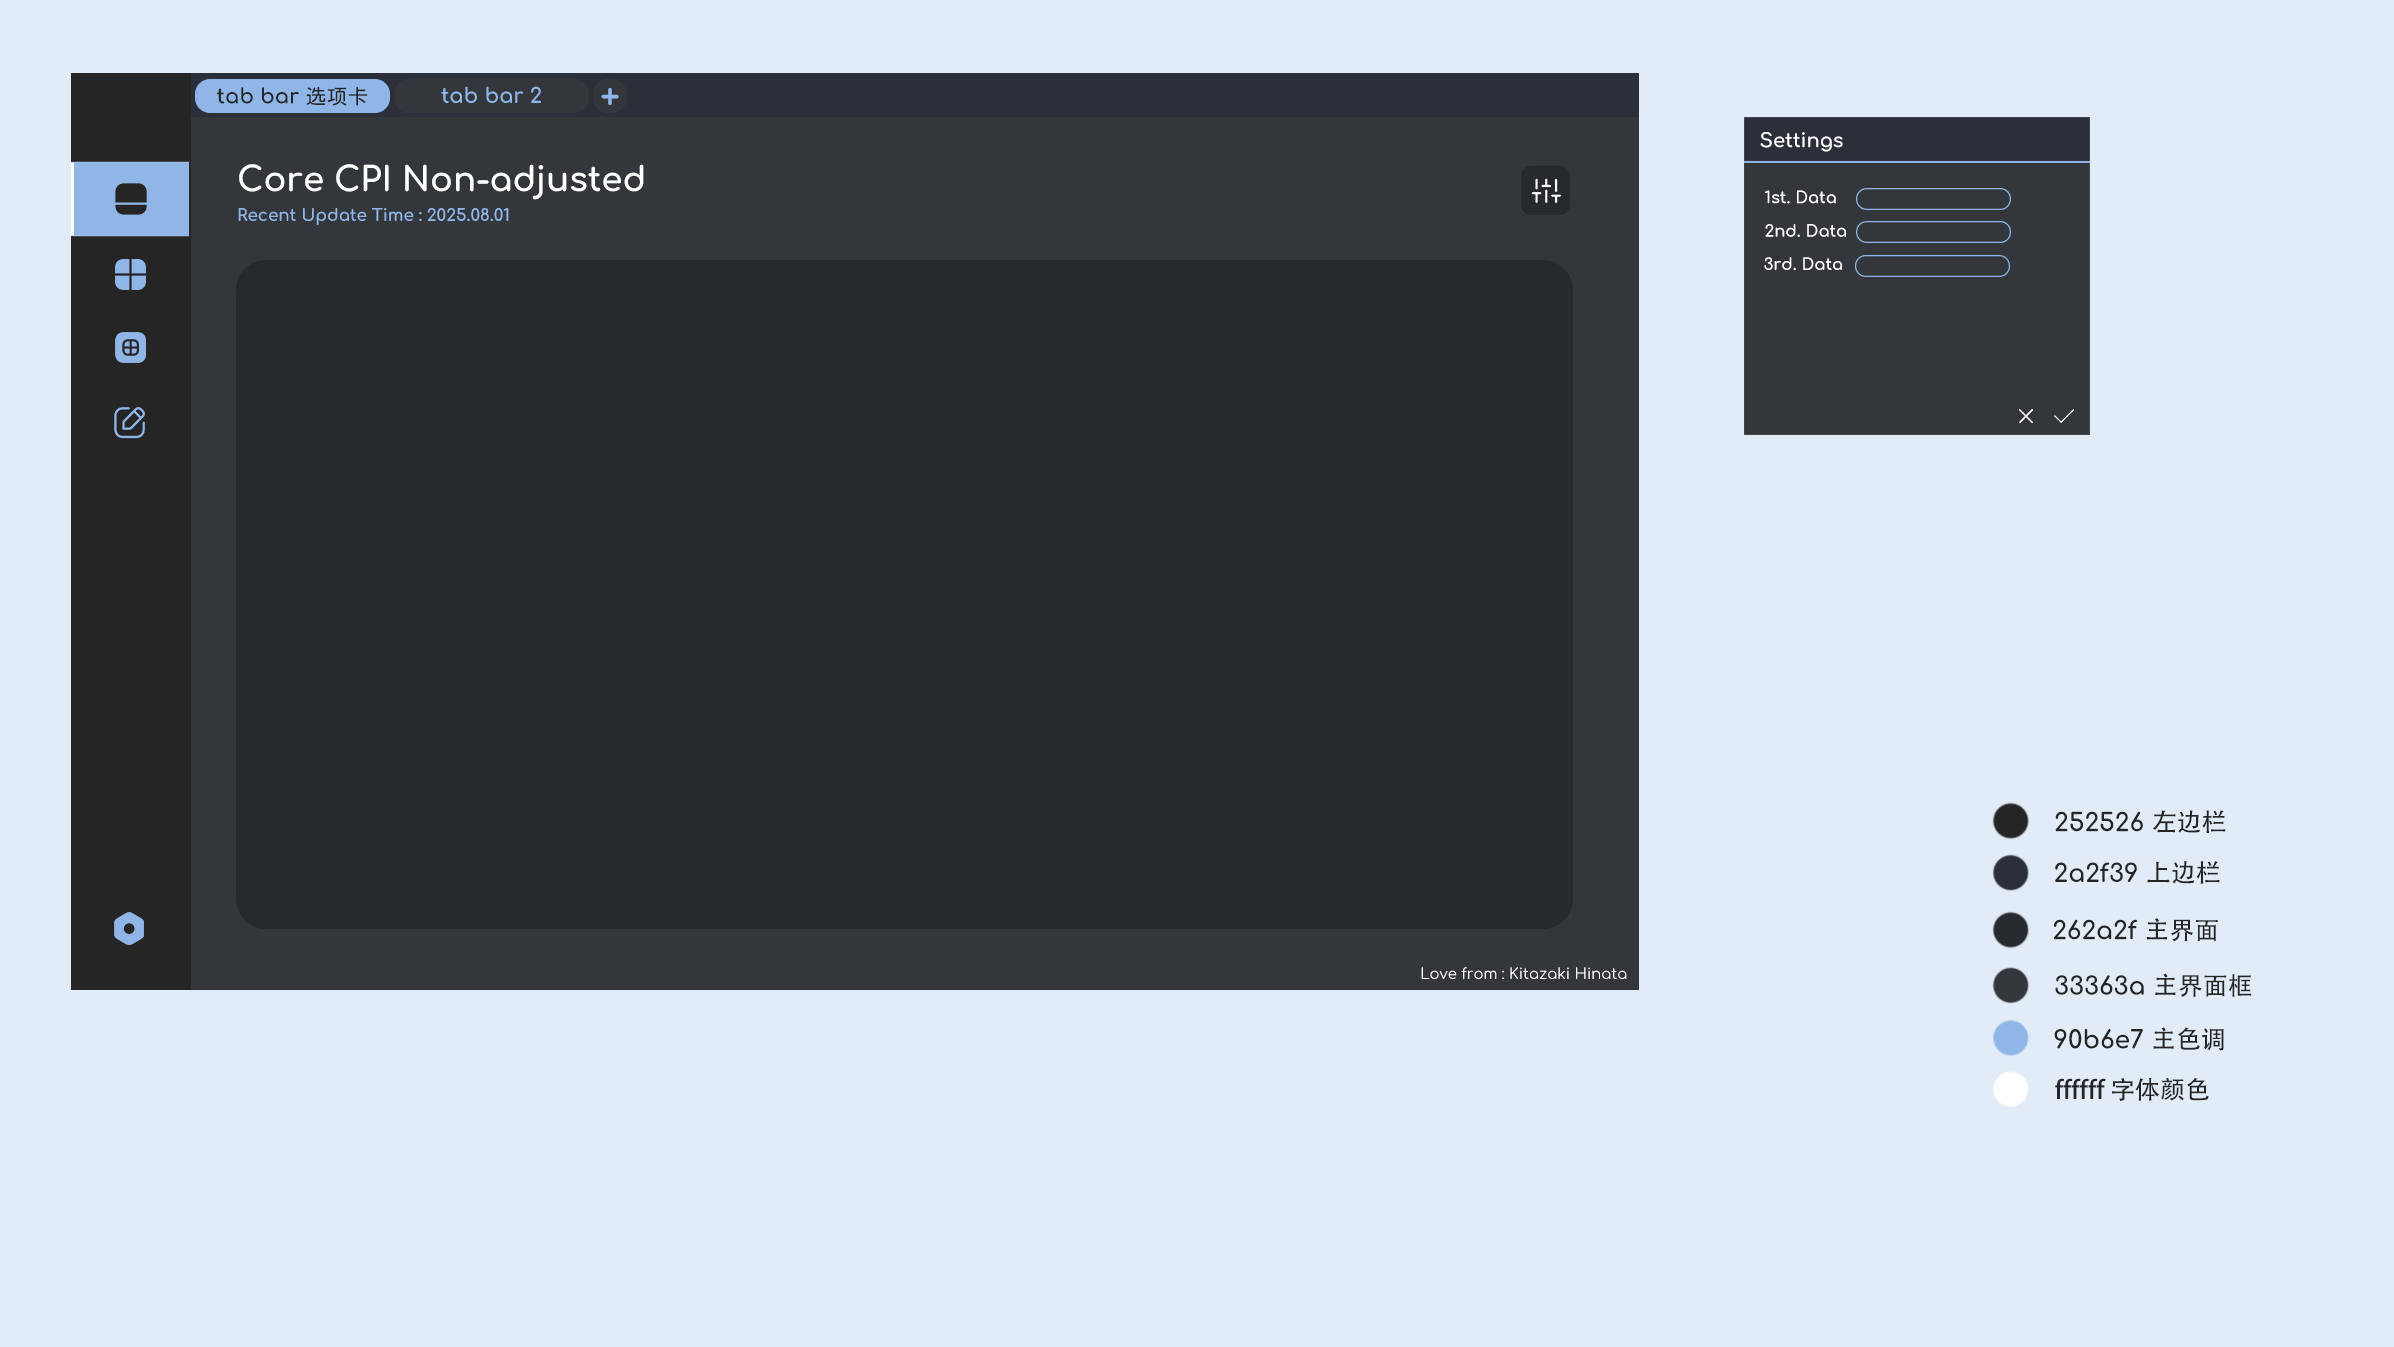 tab bar 选项卡
tab bar 2
Core CPI Non-adjusted
Recent Update Time : 2025.08.01
Love from : Kitazaki Hinata
Settings
1st. Data
2nd. Data
3rd. Data
252526 左边栏
2a2f39 上边栏
262a2f 主界面
33363a 主界面框
90b6e7 主色调
ffffff 字体颜色